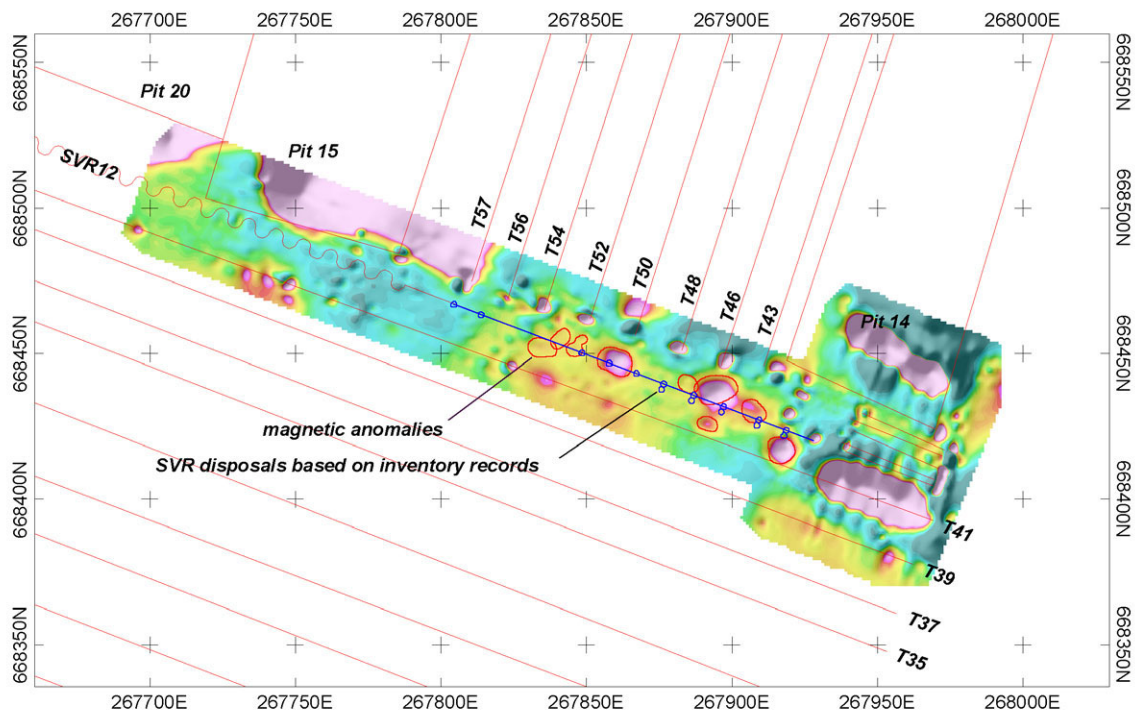 267700E 267750E 267800E 267850E 267900E 267950E 268000E
668550N 668550N
Pit 20
SVR12
Pit 15
668500N 668500N
T57
T56
T54
T52
T50
T48
T46
T43
Pit 14
668450N 668450N
magnetic anomalies
SVR disposals based on inventory records
668400N 668400N
T41
T39
T37
T35
668350N 668350N
267700E 267750E 267800E 267850E 267900E 267950E 268000E